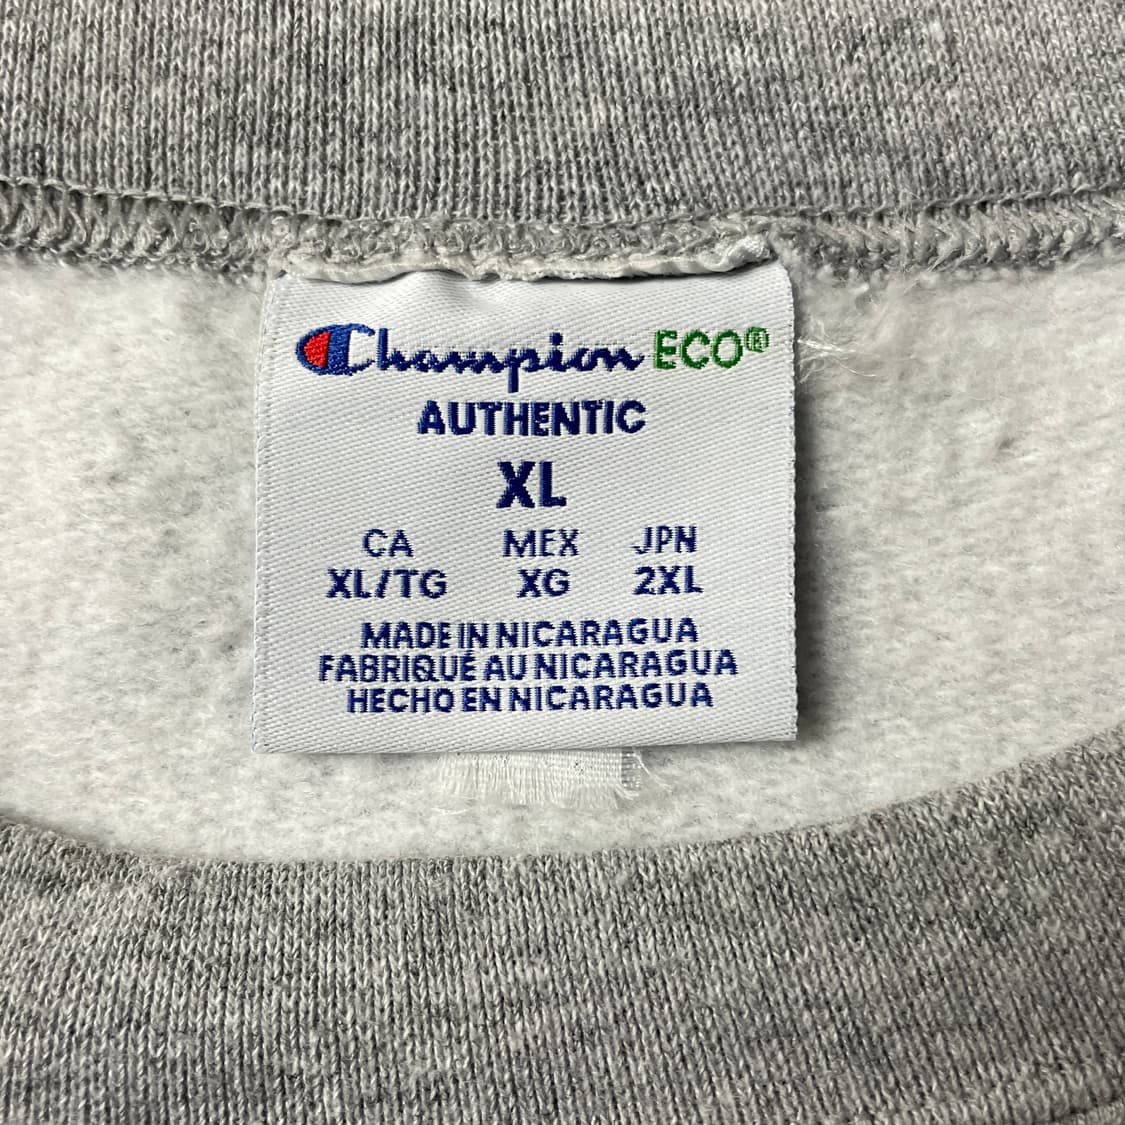 Champion ECO®
AUTHENTIC
XL
CA MEX JPN
XL/TG XG 2XL
MADE IN NICARAGUA
FABRIQUÉ AU NICARAGUA
HECHO EN NICARAGUA